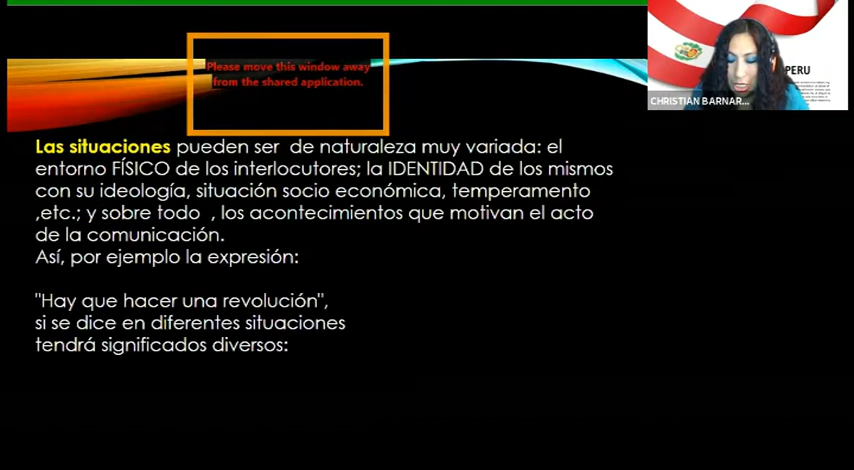 Please move this window away
from the shared application.
PERU
CHRISTIAN BARNAR...
Las situaciones pueden ser de naturaleza muy variada: el
entorno FÍSICO de los interlocutores; la IDENTIDAD de los mismos
con su ideología, situación socio económica, temperamento
,etc.; y sobre todo , los acontecimientos que motivan el acto
de la comunicación.
Así, por ejemplo la expresión:
"Hay que hacer una revolución",
si se dice en diferentes situaciones
tendrá significados diversos: